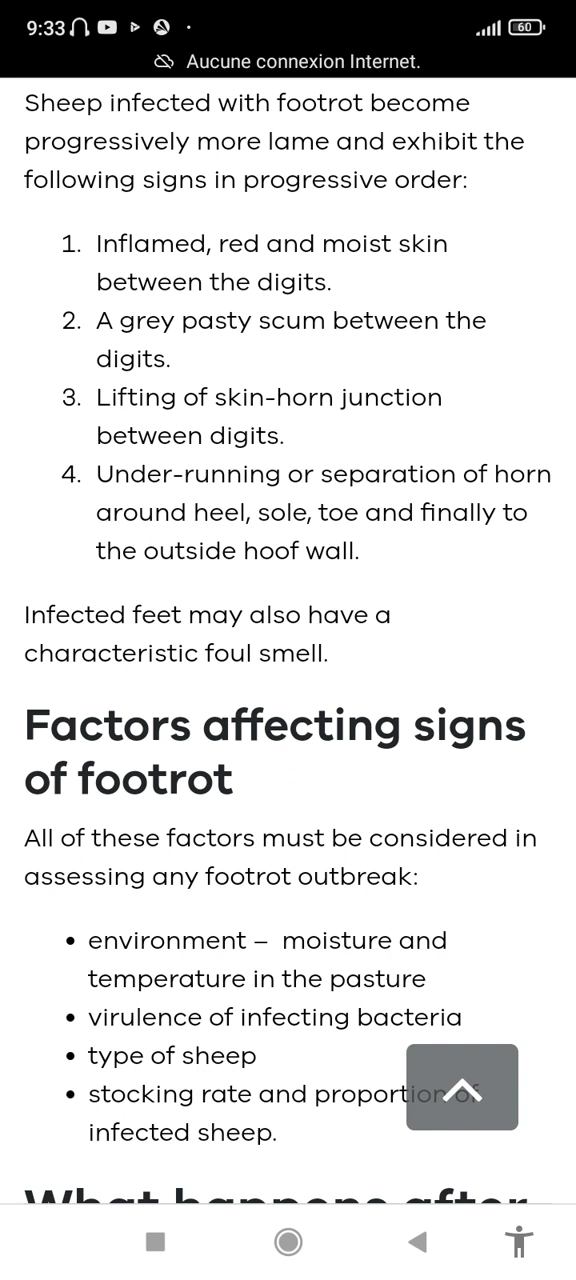 9:33
60
Aucune connexion Internet.
Sheep infected with footrot become
progressively more lame and exhibit the
following signs in progressive order:
1. Inflamed, red and moist skin
between the digits.
2. A grey pasty scum between the
digits.
3. Lifting of skin-horn junction
between digits.
4. Under-running or separation of horn
around heel, sole, toe and finally to
the outside hoof wall.
Infected feet may also have a
characteristic foul smell.
Factors affecting signs
of footrot
All of these factors must be considered in
assessing any footrot outbreak:
• environment – moisture and
temperature in the pasture
• virulence of infecting bacteria
• type of sheep
• stocking rate and proportion of
infected sheep.
What happens after